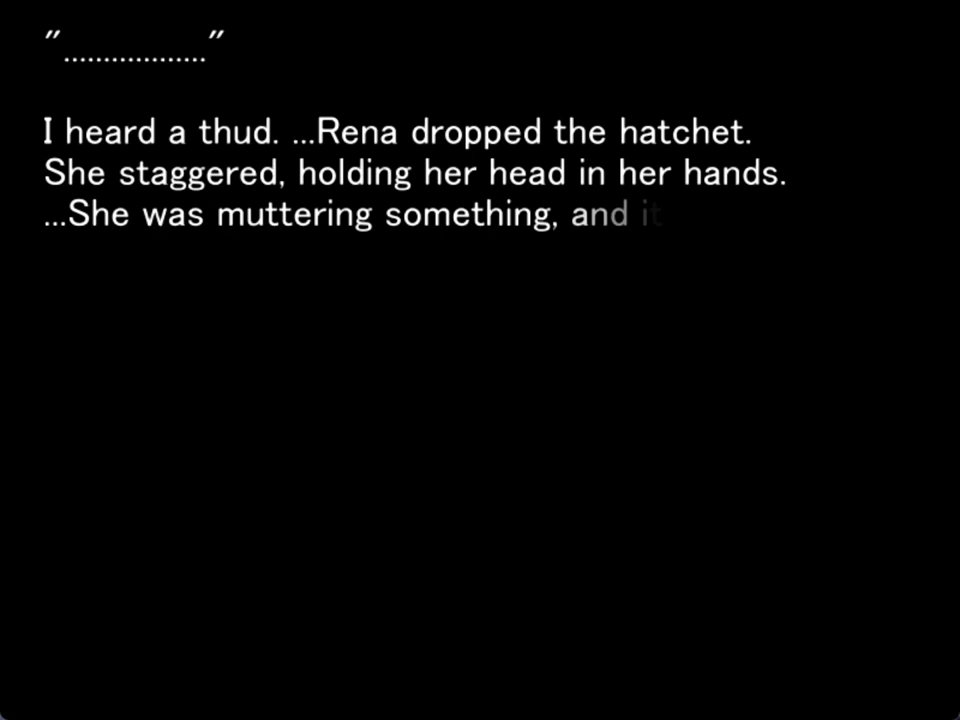 ".................."
I heard a thud. ...Rena dropped the hatchet.
She staggered, holding her head in her hands.
...She was muttering something, and it